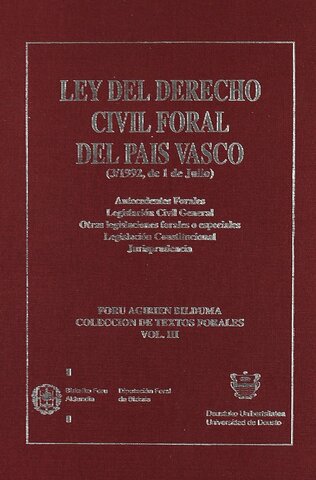 LEY DEL DERECHO
CIVIL FORAL
DEL PAIS VASCO
(3/1992, de 1 de Julio)
Antecedentes Forales
Legislación Civil General
Otras legislaciones forales o especiales
Legislación Constitucional
Jurisprudencia
FORU AGIRIEN BILDUMA
COLECCION DE TEXTOS FORALES
VOL. III
Bizkaiko Foru
Aldundia
Diputación Foral
de Bizkaia
Deustuko Unibertsitatea
Universidad de Deusto